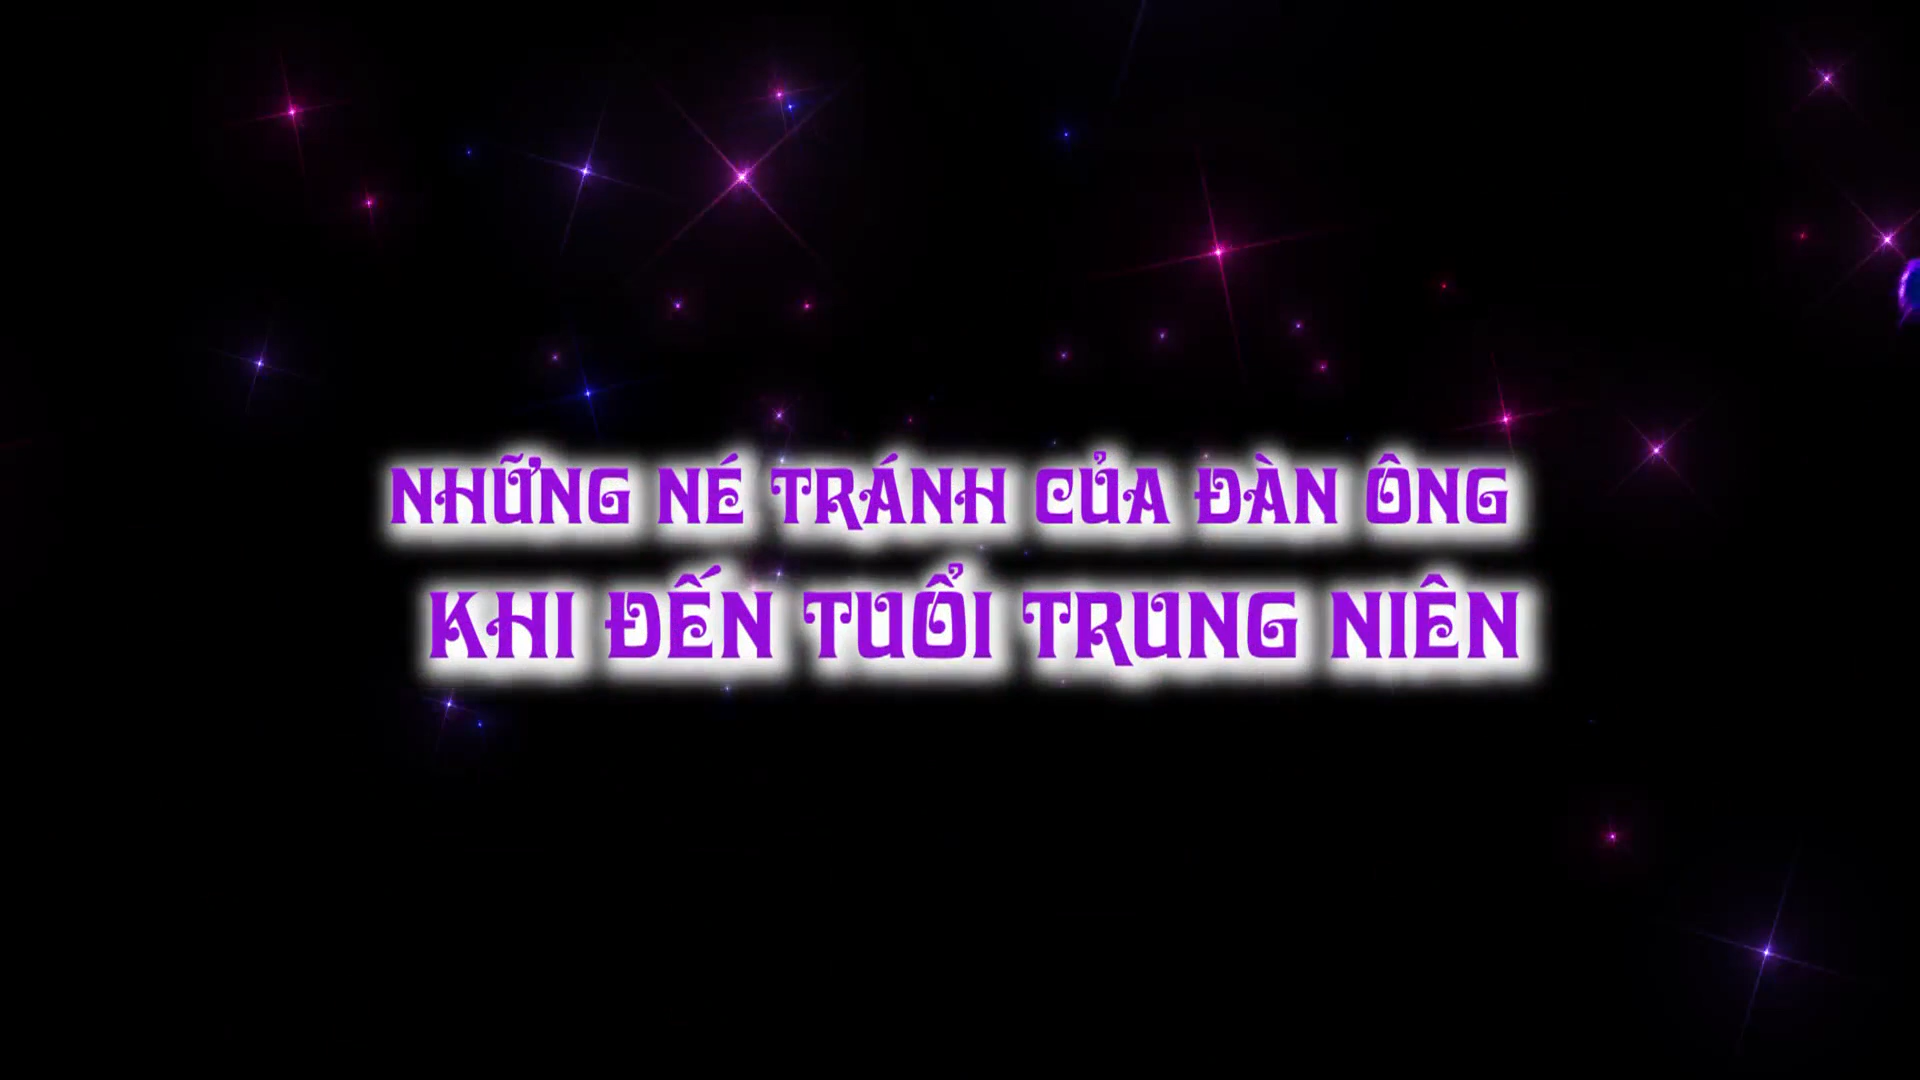 NHỮNG NÉ TRÁNH CỦA ĐÀN ÔNG
KHI ĐẾN TUỔI TRUNG NIÊN